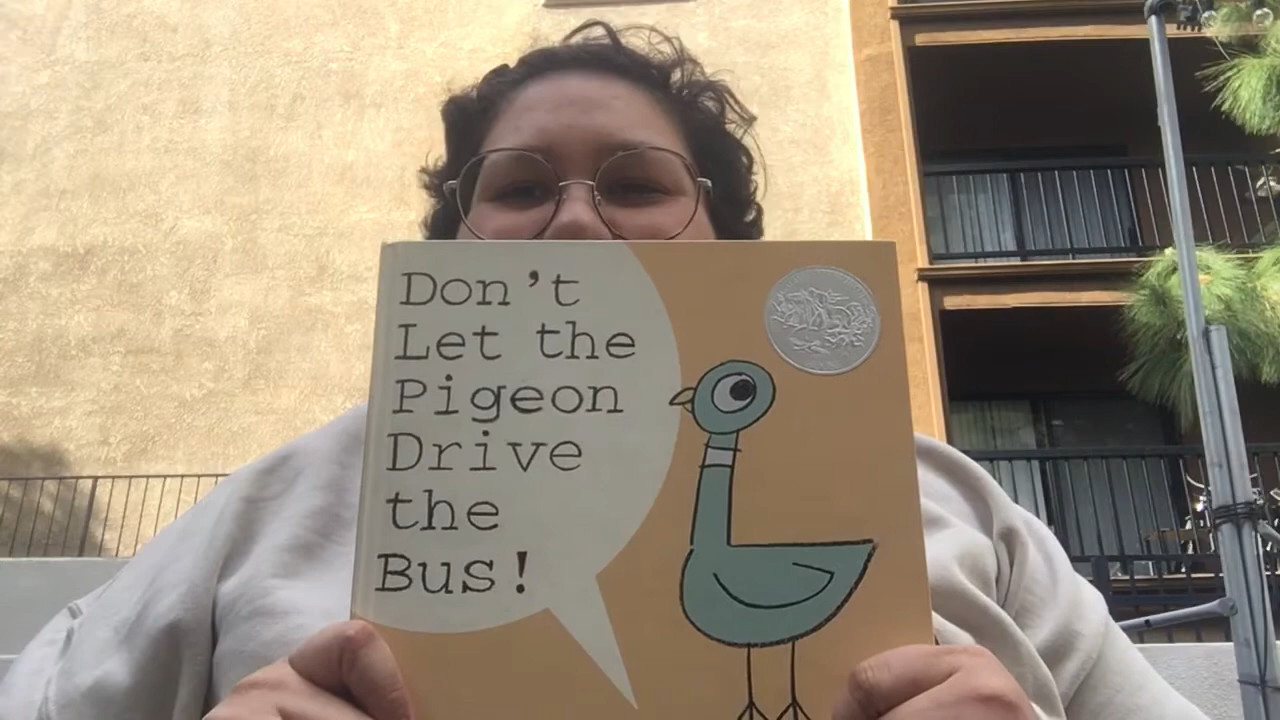 Don't
Let the
Pigeon
Drive
the
Bus!